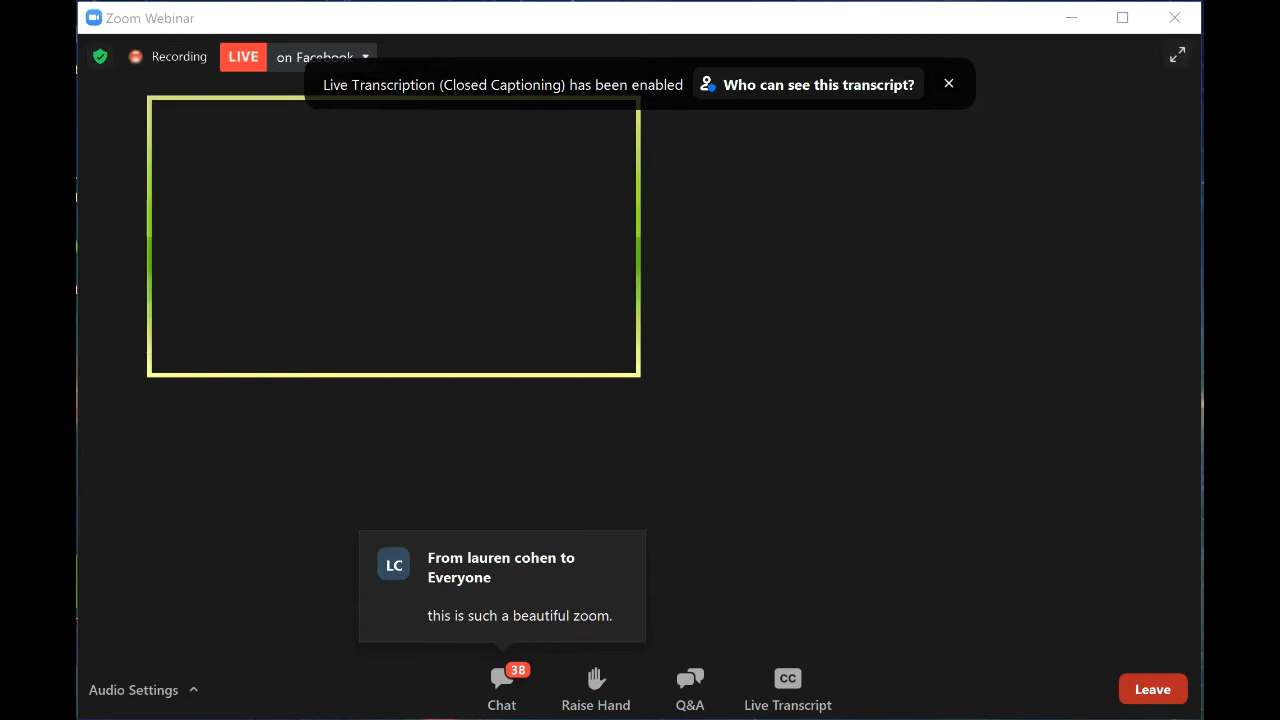 Zoom Webinar
Recording
LIVE
on Facebook
Live Transcription (Closed Captioning) has been enabled
Who can see this transcript?
LC
From lauren cohen to
Everyone
this is such a beautiful zoom.
Audio Settings
38
Chat
Raise Hand
Q&A
CC
Live Transcript
Leave